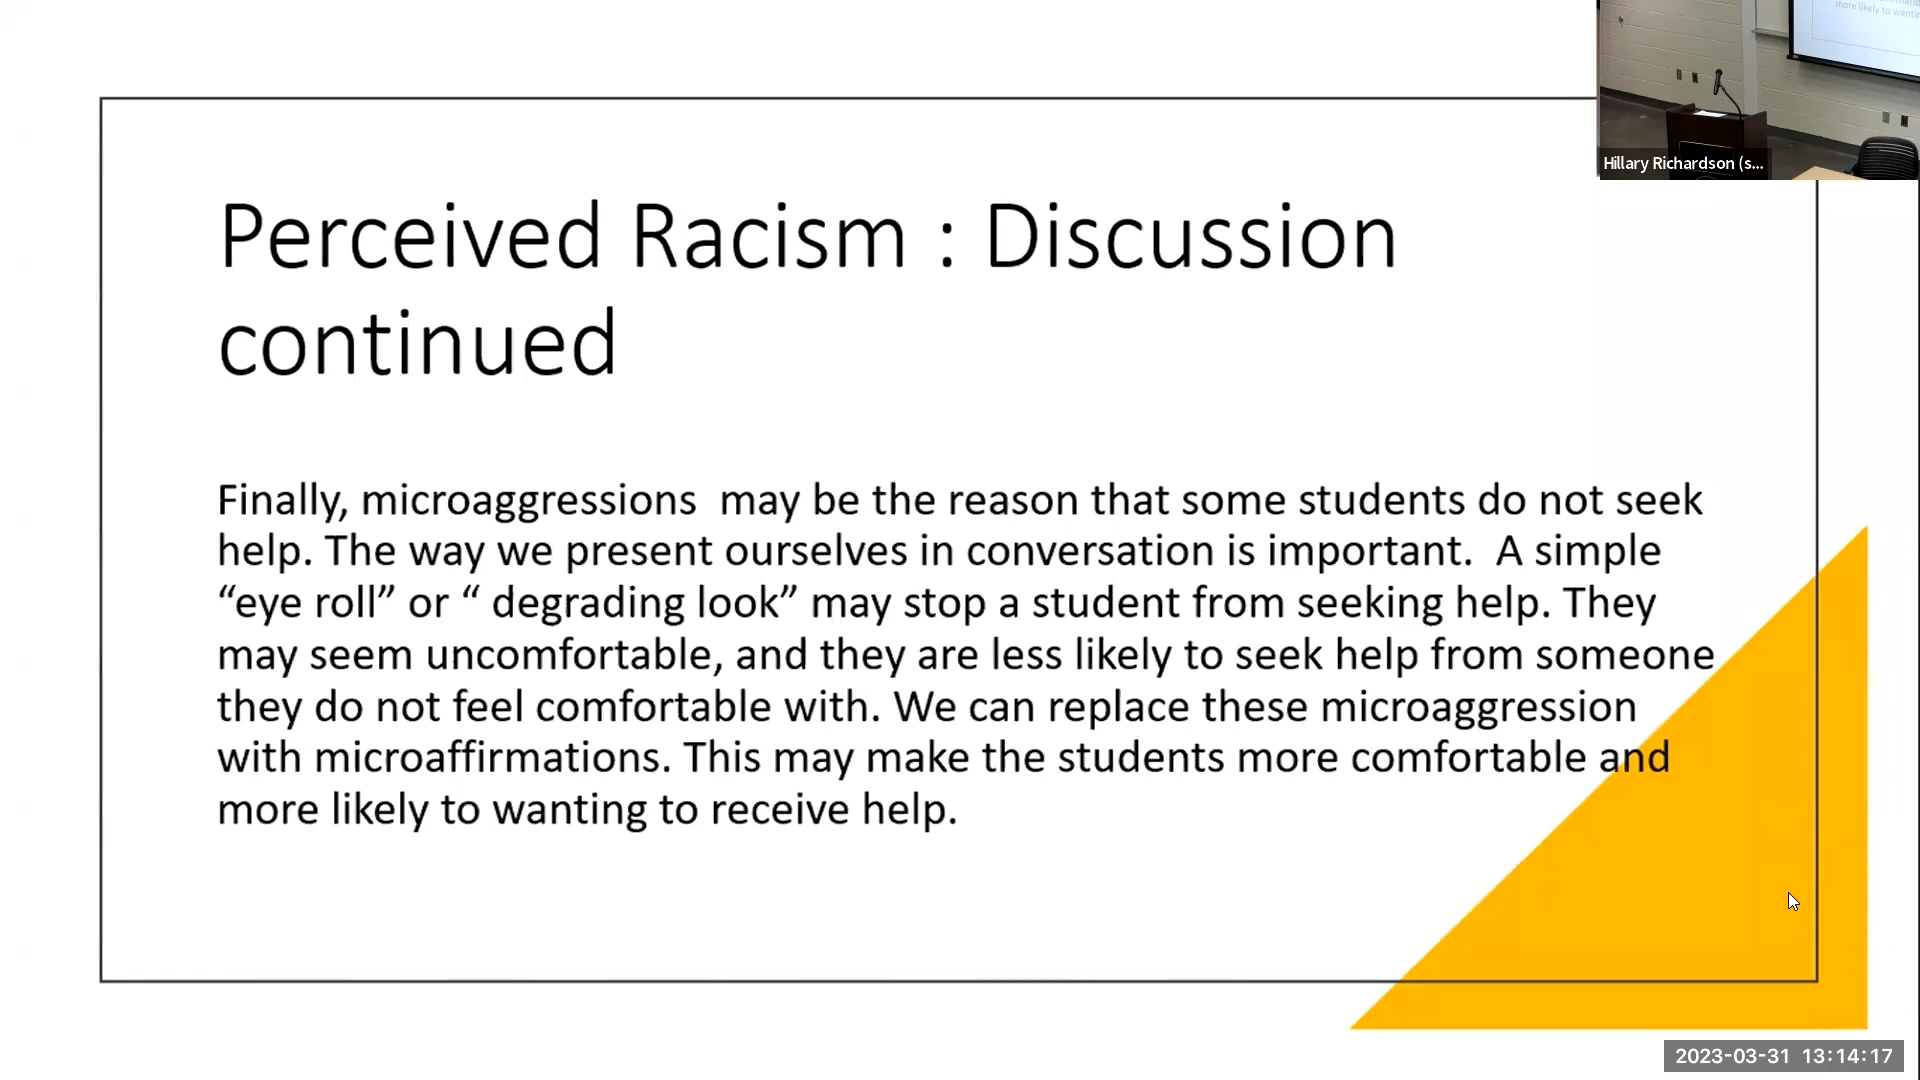 more likely to wantin
Hillary Richardson (s...
Perceived Racism : Discussion
continued
Finally, microaggressions  may be the reason that some students do not seek
help. The way we present ourselves in conversation is important.  A simple
“eye roll” or “ degrading look” may stop a student from seeking help. They
may seem uncomfortable, and they are less likely to seek help from someone
they do not feel comfortable with. We can replace these microaggression
with microaffirmations. This may make the students more comfortable and
more likely to wanting to receive help.
2023-03-31 13:14:17